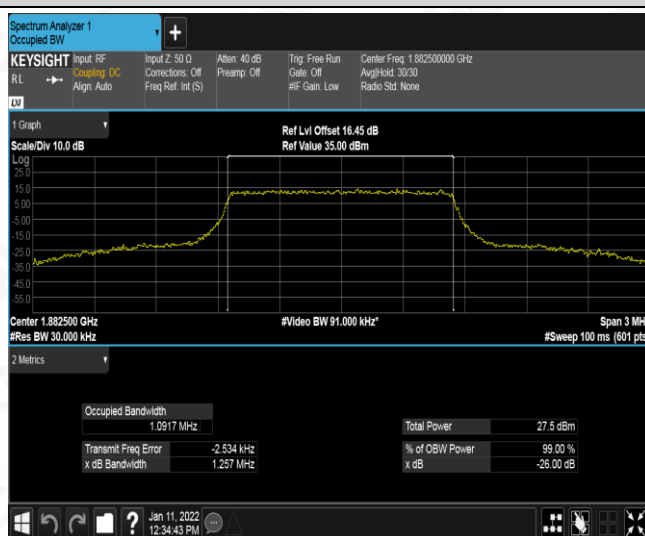 Spectrum Analyzer 1
Occupied BW
+
KEYSIGHT
RL
LXI
Input: RF
Coupling: DC
Align: Auto
Input Z: 50 Ω
Corrections: Off
Freq Ref: Int (S)
Atten: 40 dB
Preamp: Off
Trig: Free Run
Gate: Off
#IF Gain: Low
Center Freq: 1.882500000 GHz
Avg|Hold: 30/30
Radio Std: None
1 Graph
Scale/Div 10.0 dB
Ref Lvl Offset 16.45 dB
Ref Value 35.00 dBm
Log
25.0
15.0
5.00
-5.00
-15.0
-25.0
-35.0
-45.0
-55.0
Center 1.882500 GHz
#Video BW 91.000 kHz*
Span 3 MH
#Res BW 30.000 kHz
#Sweep 100 ms (601 pts
2 Metrics
Occupied Bandwidth
1.0917 MHz
Total Power 27.5 dBm
Transmit Freq Error -2.534 kHz
% of OBW Power 99.00 %
x dB Bandwidth 1.257 MHz
x dB -26.00 dB
?
Jan 11, 2022
12:34:43 PM